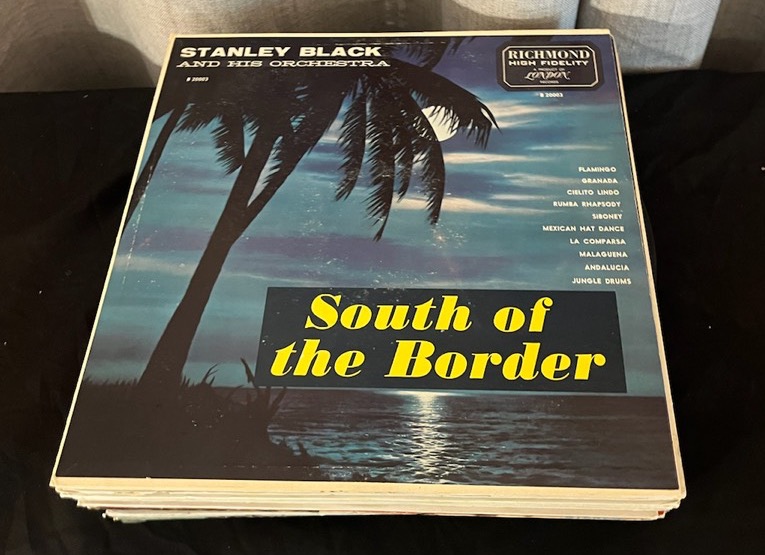 STANLEY BLACK
AND HIS ORCHESTRA
B 20003
RICHMOND
HIGH FIDELITY
A PRODUCT OF
LONDON
RECORDS
B 20003
FLAMINGO
GRANADA
CIELITO LINDO
RUMBA RHAPSODY
SIBONEY
MEXICAN HAT DANCE
LA COMPARSA
MALAGUENA
ANDALUCIA
JUNGLE DRUMS
South of
the Border